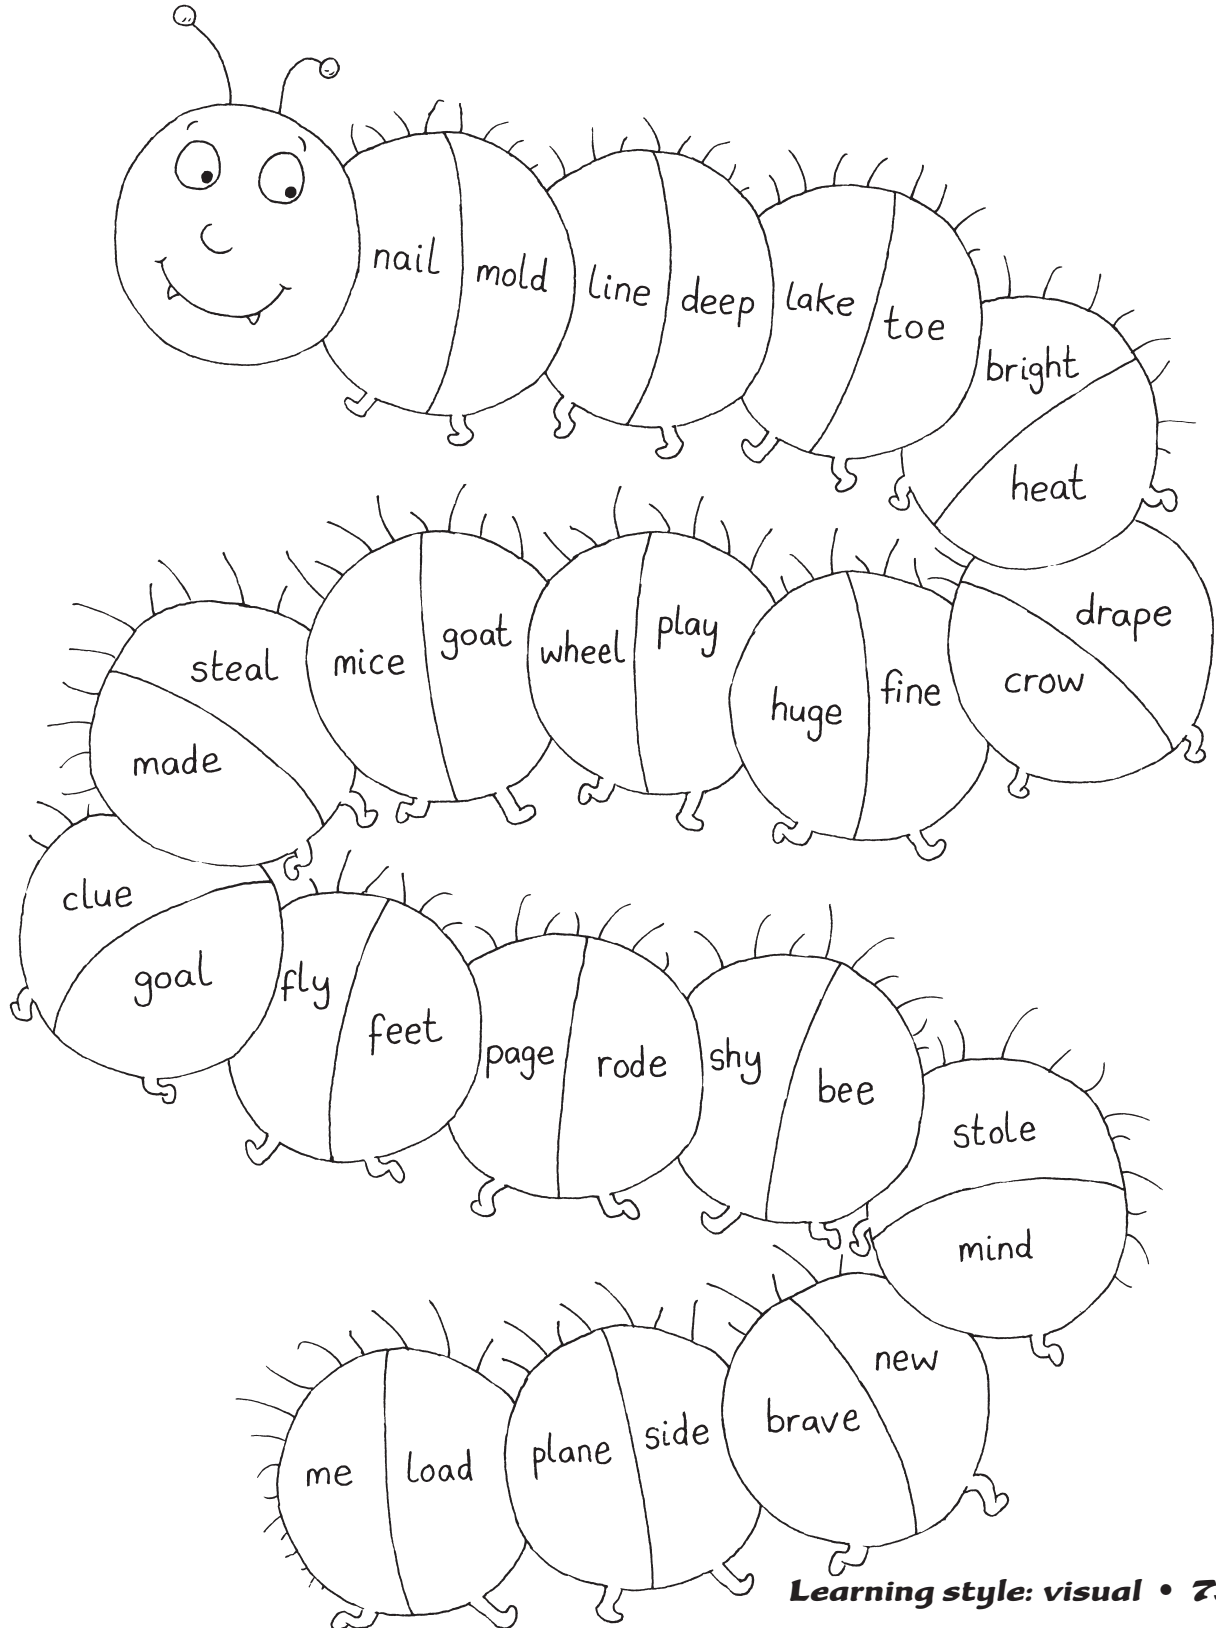 nail
mold
line
deep
lake
toe
bright
heat
drape
crow
fine
huge
play
wheel
goat
mice
steal
made
clue
goal
fly
feet
page
rode
shy
bee
stole
mind
new
brave
side
plane
load
me
Learning style: visual •